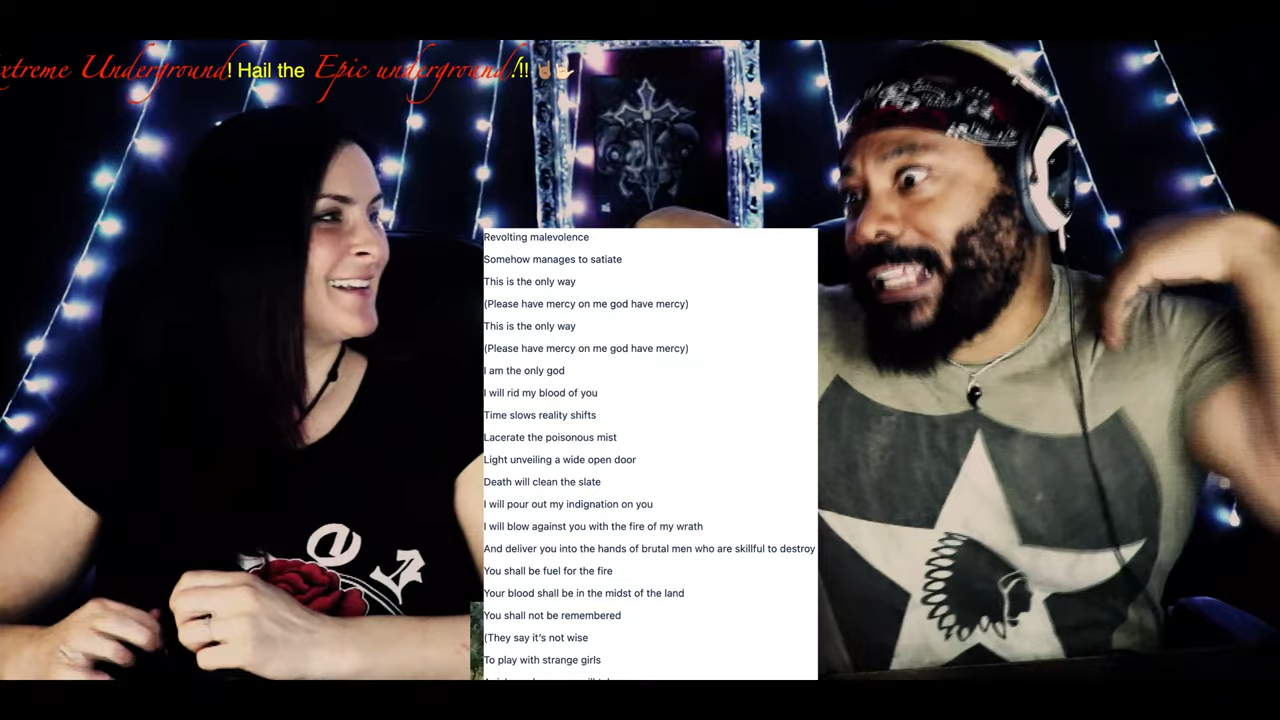 xtreme Underground! Hail the Epic underground!!! 🤘🏽🤟🏻
Revolting malevolence
Somehow manages to satiate
This is the only way
(Please have mercy on me god have mercy)
This is the only way
(Please have mercy on me god have mercy)
I am the only god
I will rid my blood of you
Time slows reality shifts
Lacerate the poisonous mist
Light unveiling a wide open door
Death will clean the slate
I will pour out my indignation on you
I will blow against you with the fire of my wrath
And deliver you into the hands of brutal men who are skillful to destroy
You shall be fuel for the fire
Your blood shall be in the midst of the land
You shall not be remembered
(They say it’s not wise
To play with strange girls